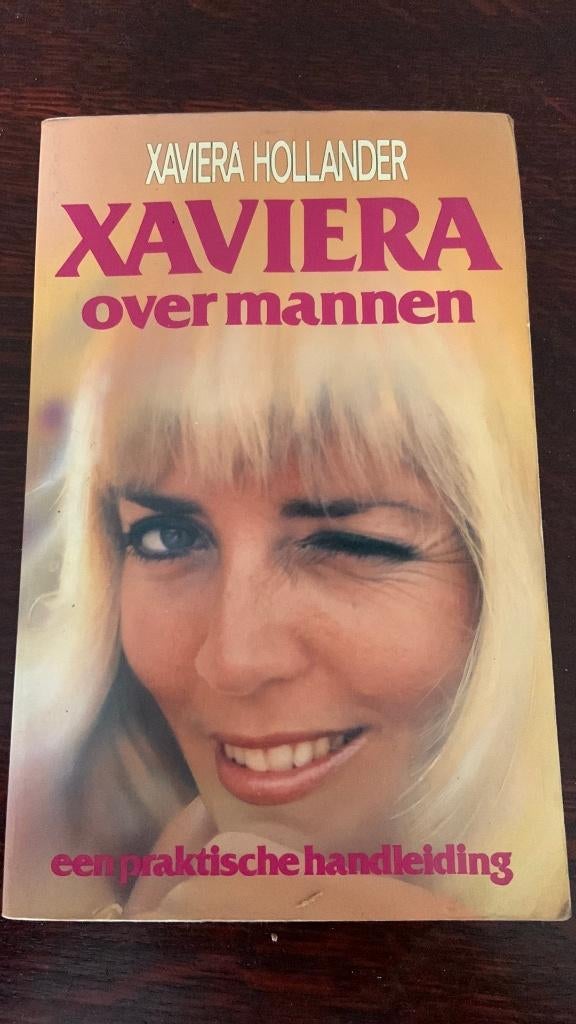 XAVIERA HOLLANDER
XAVIERA
over mannen
een praktische handleiding